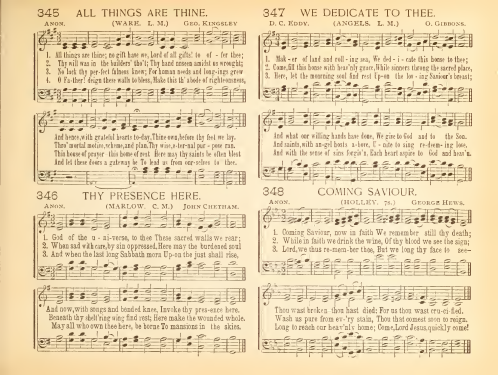 345 ALL THINGS ARE THINE.
ANON. (WARE. L. M.) GEO. KINGSLEY
1. All things are thine; no gift have we, Lord of all gifts! to of - fer thee;
2. Thy will was in the builders' tho't; Thy hand unseen amidst us wrought;
3. No lack thy per-fect fulness knew; For human needs and long-ings grew
4. O Father! deign these walls to bless, Make this th' abode of righteousness,
And hence, with grateful hearts to-day, Thine own, before thy feet we lay.
Thro' mortal motive, scheme, and plan, Thy wise, e-ter-nal pur - pose ran.
This house of prayer this home of rest Here may thy saints be often blest
And let these doors a gateway be To lead us from our-selves to thee.
346 THY PRESENCE HERE.
ANON. (MARLOW. C. M.) JOHN CHETHAM.
1. God of the u - ni-verse, to thee These sacred walls we rear;
2. When sad with care, by sin oppressed, Here may the burdened soul
3. And when the last long Sabbath morn Up-on the just shall rise,
And now, with songs and bended knee, Invoke thy pres-ence here.
Beneath thy shelt'ring wing find rest; Here make the wounded whole.
May all who own thee here, be borne To mansions in the skies.
347 WE DEDICATE TO THEE.
D. C. EDDY. (ANGELS. L. M.) O. GIBBONS.
1. Mak - er of land and roll - ing sea, We ded - i - cate this house to thee;
2. Come, fill this house with heav'nly grace, While sinners throng the sacred place,
3. Here, let the mourning soul find rest Up-on the lov - ing Saviour's breast;
And what our willing hands have done, We give to God and to the Son.
And saints, with an-gel hosts a-bove, U - nite to sing re-deem-ing love.
And with the sense of sins forgiv'n, Each heart aspire to God and heav'n.
348 COMING SAVIOUR.
ANON. (HOLLEY. 7s.) GEORGE HEWS.
1. Coming Saviour, now in faith We remember still thy death;
2. While in faith we drink the wine, Of thy blood we see the sign;
3. Lord, we thus re-mem-ber thee, But we long thy face to see—
Thou wast broken thou hast died; For us thou wast cru-ci-fied.
Wash us pure from ev-'ry stain, Thou that comest soon to reign.
Long to reach our heav'nly home; Come, Lord Jesus, quickly come!